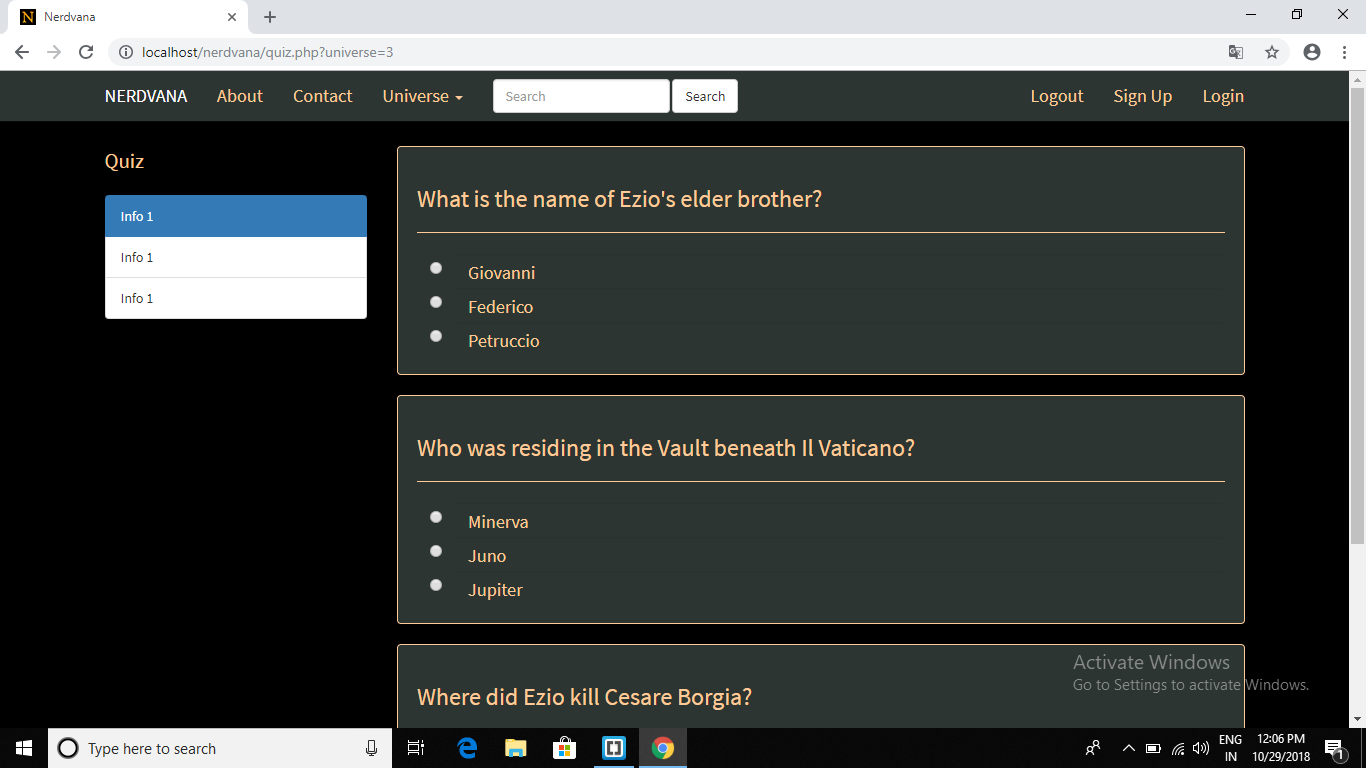 Nerdvana
localhost/nerdvana/quiz.php?universe=3
NERDVANA About Contact Universe Search Search Logout Sign Up Login
Quiz
Info 1
Info 1
Info 1
What is the name of Ezio's elder brother?
Giovanni
Federico
Petruccio
Who was residing in the Vault beneath Il Vaticano?
Minerva
Juno
Jupiter
Where did Ezio kill Cesare Borgia?
Activate Windows
Go to Settings to activate Windows.
Type here to search
ENG
IN
12:06 PM
10/29/2018
1